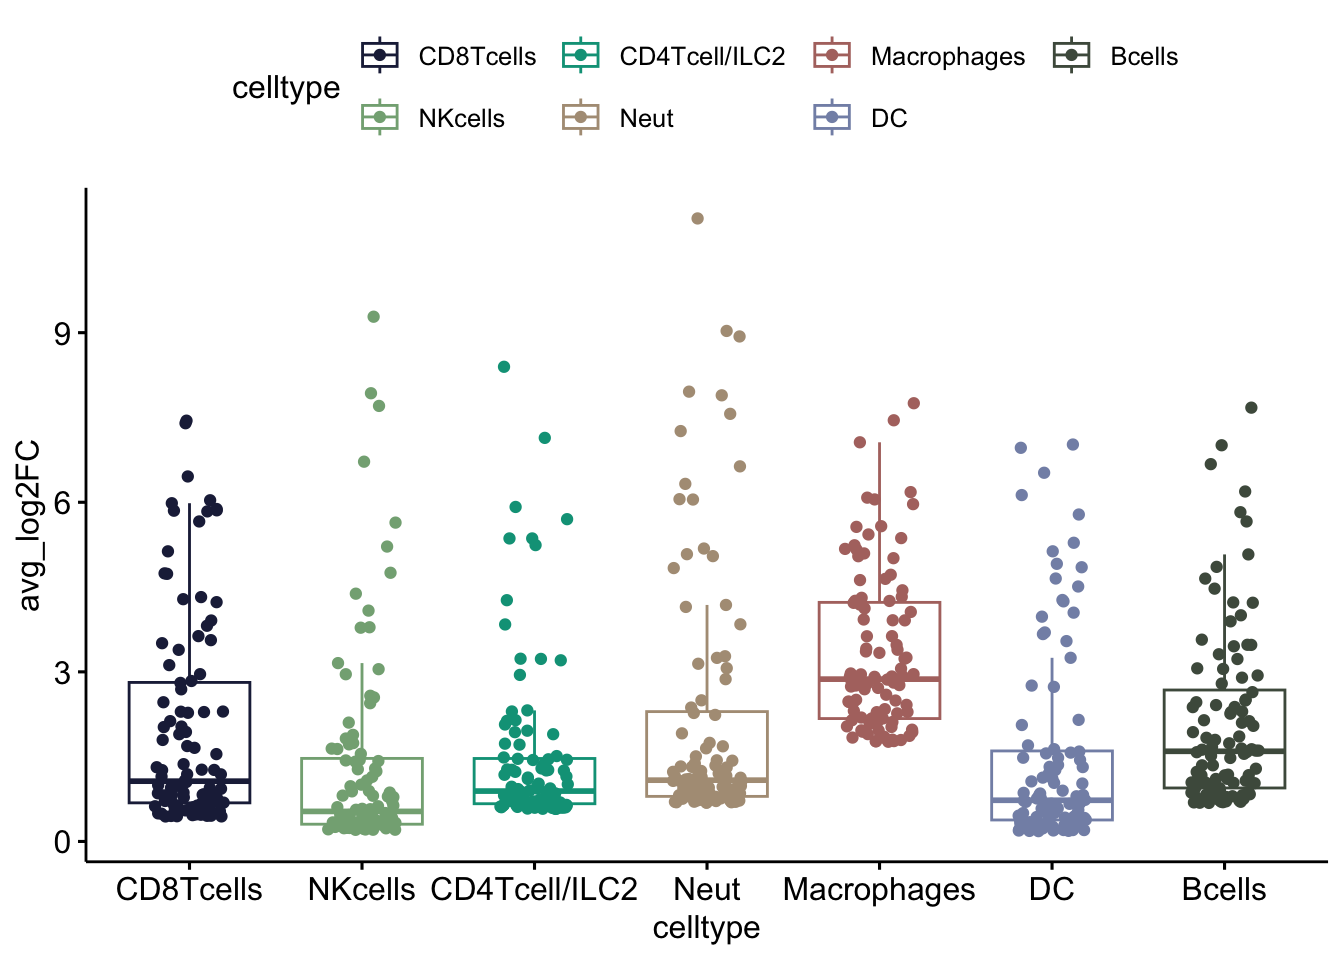 celltype
CD8Tcells CD4Tcell/ILC2 Macrophages Bcells
NKcells Neut DC
avg_log2FC
9
6
3
0
CD8Tcells NKcells CD4Tcell/ILC2 Neut Macrophages DC Bcells
celltype